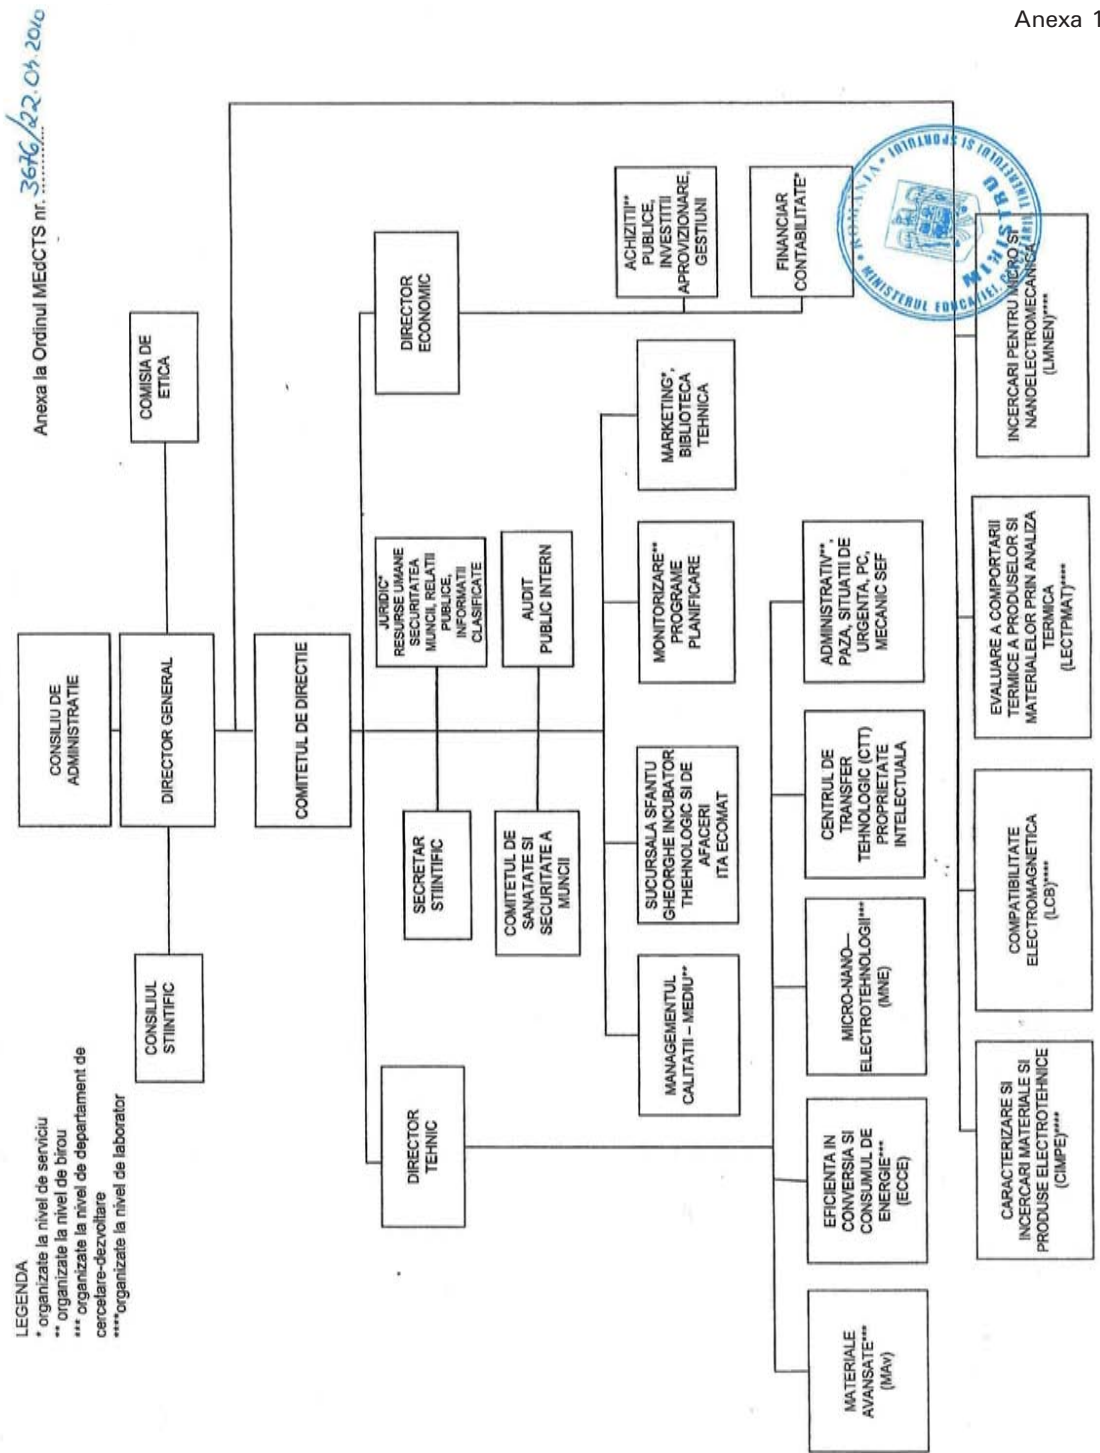 Anexa 1
Anexa la Ordinul MEdCTS nr. 3676/22.04.2010
LEGENDA
* organizate la nivel de serviciu
** organizate la nivel de birou
*** organizate la nivel de departament de
cercetare-dezvoltare
****organizate la nivel de laborator
CONSILIU DE
ADMINISTRATIE
DIRECTOR GENERAL
CONSILIUL
STIINTIFIC
COMISIA DE
ETICA
COMITETUL DE DIRECTIE
DIRECTOR
TEHNIC
DIRECTOR
ECONOMIC
SECRETAR
STIINTIFIC
JURIDIC*
RESURSE UMANE
SECURITATEA
MUNCII, RELATII
PUBLICE,
INFORMATII
CLASIFICATE
COMITETUL DE
SANATATE SI
SECURITATE A
MUNCII
AUDIT
PUBLIC INTERN
MANAGEMENTUL
CALITATII – MEDIU**
SUCURSALA SFANTU
GHEORGHE INCUBATOR
THEHNOLOGIC SI DE
AFACERI
ITA ECOMAT
MONITORIZARE**
PROGRAME
PLANIFICARE
MARKETING*,
BIBLIOTECA
TEHNICA
ACHIZITII**
PUBLICE,
INVESTITII
APROVIZIONARE,
GESTIUNI
FINANCIAR
CONTABILITATE*
MATERIALE
AVANSATE***
(MAv)
EFICIENTA IN
CONVERSIA SI
CONSUMUL DE
ENERGIE***
(ECCE)
MICRO-NANO—
ELECTROTEHNOLOGII***
(MNE)
CENTRUL DE
TRANSFER
TEHNOLOGIC (CTT)
PROPRIETATE
INTELECTUALA
ADMINISTRATIV**,
PAZA, SITUATII DE
URGENTA, PC,
MECANIC SEF
CARACTERIZARE SI
INCERCARI MATERIALE SI
PRODUSE ELECTROTEHNICE
(CIMPE)****
COMPATIBILITATE
ELECTROMAGNETICA
(LCB)****
EVALUARE A COMPORTARII
TERMICE A PRODUSELOR SI
MATERIALELOR PRIN ANALIZA
TERMICA
(LECTPMAT)****
INCERCARI PENTRU MICRO SI
NANOELECTROMECANICA
(LMNEN)****
* ROMANIA *
MINISTERUL EDUCATIEI, TINERETULUI SI SPORTULUI
MINISTRU